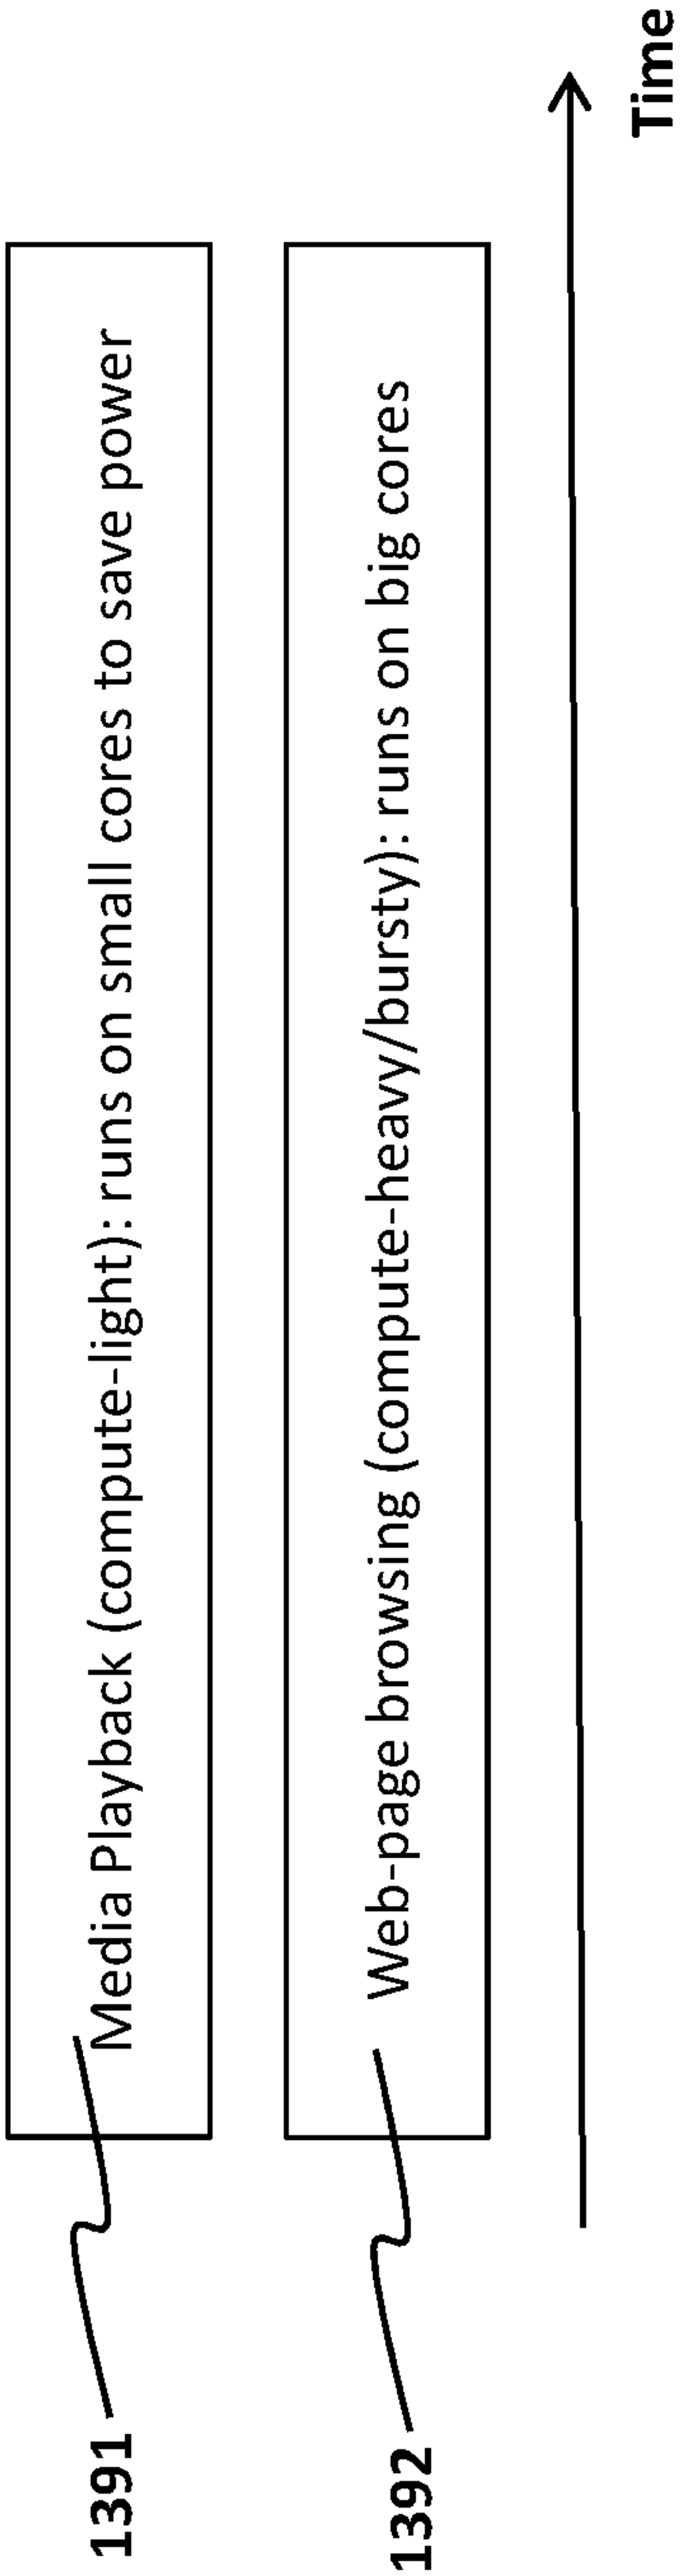 1391
Media Playback (compute-light): runs on small cores to save power
1392
Web-page browsing (compute-heavy/bursty): runs on big cores
Time